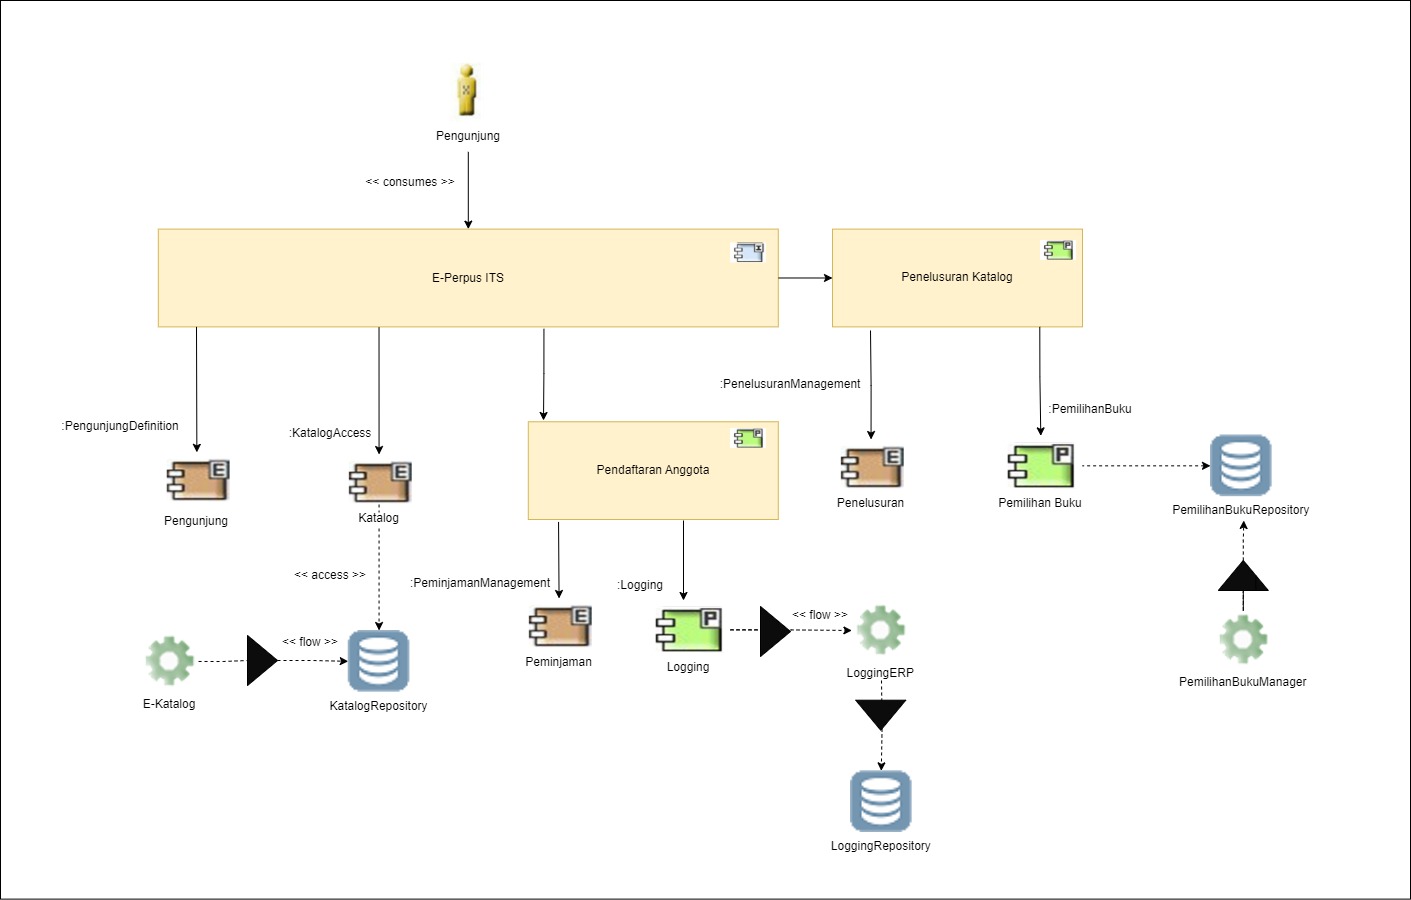 Pengunjung
<< consumes >>
E-Perpus ITS
Penelusuran Katalog
P
P
:PenelusuranManagement
:PemilihanBuku
:PengunjungDefinition
:KatalogAccess
E
E
Pendaftaran Anggota
P
E
P
Pengunjung
Katalog
Penelusuran
Pemilihan Buku
PemilihanBukuRepository
<< access >>
:PeminjamanManagement
:Logging
E
P
<< flow >>
<< flow >>
Peminjaman
Logging
LoggingERP
PemilihanBukuManager
E-Katalog
KatalogRepository
LoggingRepository